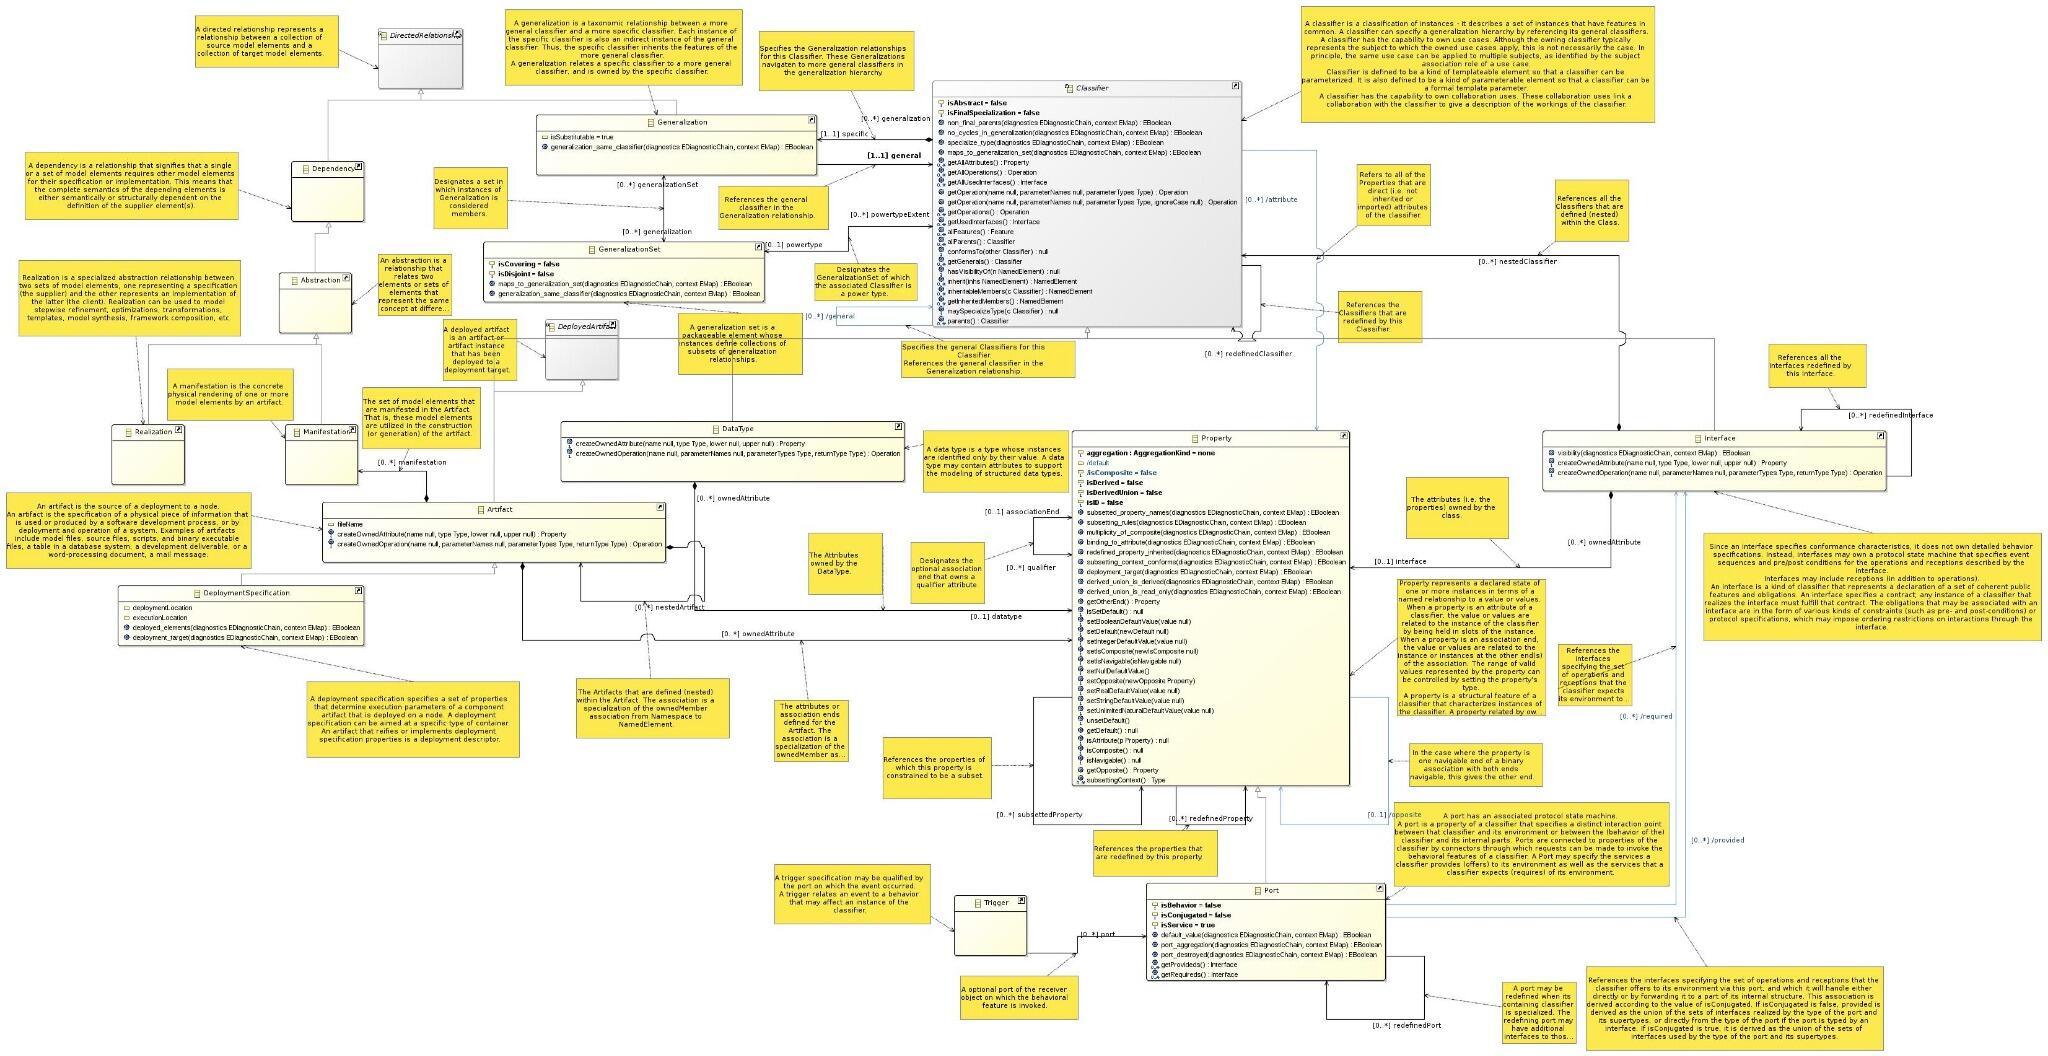 A directed relationship represents a
relationship between a collection of
source model elements and a
collection of target model elements.
DirectedRelationship
A generalization is a taxonomic relationship between a more
general classifier and a more specific classifier. Each instance of
the specific classifier is also an indirect instance of the general
classifier. Thus, the specific classifier inherits the features of the
more general classifier.
A generalization relates a specific classifier to a more general
classifier, and is owned by the specific classifier.
Specifies the Generalization relationships
for this Classifier. These Generalizations
navigaten to more general classifiers in
the generalization hierarchy
A classifier is a classification of instances - it describes a set of instances that have features in
common. A classifier can specify a generalization hierarchy by referencing its general classifiers.
A classifier has the capability to own use cases. Although the owning classifier typically
represents the subject to which the owned use cases apply, this is not necessarily the case. In
principle, the same use case can be applied to multiple subjects, as identified by the subject
association role of a use case.
Classifier is defined to be a kind of templateable element so that a classifier can be
parameterized. It is also defined to be a kind of parameterable element so that a classifier can be
a formal template parameter.
A classifier has the capability to own collaboration uses. These collaboration uses link a
collaboration with the classifier to give a description of the workings of the classifier.
Generalization
isSubstitutable = true
generalization_same_classifier(diagnostics EDiagnosticChain, context EMap) : EBoolean
[0..*] generalization
[1..1] specific
[1..1] general
Classifier
isAbstract = false
isFinalSpecialization = false
non_final_parents(diagnostics EDiagnosticChain, context EMap) : EBoolean
no_cycles_in_generalization(diagnostics EDiagnosticChain, context EMap) : EBoolean
specialize_type(diagnostics EDiagnosticChain, context EMap) : EBoolean
maps_to_generalization_set(diagnostics EDiagnosticChain, context EMap) : EBoolean
getAllAttributes() : Property
getAllOperations() : Operation
getAllUsedInterfaces() : Interface
getOperation(name null, parameterNames null, parameterTypes Type) : Operation
getOperation(name null, parameterNames null, parameterTypes Type, ignoreCase null) : Operation
getOperations() : Operation
getUsedInterfaces() : Interface
allFeatures() : Feature
allParents() : Classifier
conformsTo(other Classifier) : null
getGenerals() : Classifier
hasVisibilityOf(n NamedElement) : null
inherit(inhs NamedElement) : NamedElement
inheritableMembers(c Classifier) : NamedElement
getInheritedMembers() : NamedElement
maySpecializeType(c Classifier) : null
parents() : Classifier
A dependency is a relationship that signifies that a single
or a set of model elements requires other model elements
for their specification or implementation. This means that
the complete semantics of the depending elements is
either semantically or structurally dependent on the
definition of the supplier element(s).
Dependency
Designates a set in
which instances of
Generalization is
considered
members.
[0..*] generalizationSet
[0..*] generalization
References the general
classifier in the
Generalization relationship.
[0..*] powertypeExtent
[0..1] powertype
[0..*] /attribute
Refers to all of the
Properties that are
direct (i.e. not
inherited or
imported) attributes
of the classifier.
References all the
Classifiers that are
defined (nested)
within the Class.
[0..*] nestedClassifier
GeneralizationSet
isCovering = false
isDisjoint = false
maps_to_generalization_set(diagnostics EDiagnosticChain, context EMap) : EBoolean
generalization_same_classifier(diagnostics EDiagnosticChain, context EMap) : EBoolean
Designates the
GeneralizationSet of which
the associated Classifier is
a power type.
Realization is a specialized abstraction relationship between
two sets of model elements, one representing a specification
(the supplier) and the other represents an implementation of
the latter (the client). Realization can be used to model
stepwise refinement, optimizations, transformations,
templates, model synthesis, framework composition, etc.
Abstraction
An abstraction is a
relationship that
relates two
elements or sets of
elements that
represent the same
concept at differe...
A deployed artifact
is an artifact or
artifact instance
that has been
deployed to a
deployment target.
DeployedArtifact
A generalization set is a
packageable element whose
instances define collections of
subsets of generalization
relationships.
[0..*] /general
Specifies the general Classifiers for this
Classifier.
References the general classifier in the
Generalization relationship.
References the
Classifiers that are
redefined by this
Classifier.
[0..*] redefinedClassifier
References all the
Interfaces redefined by
this Interface.
[0..*] redefinedInterface
A manifestation is the concrete
physical rendering of one or more
model elements by an artifact.
The set of model elements that
are manifested in the Artifact.
That is, these model elements
are utilized in the construction
(or generation) of the artifact.
Realization
Manifestation
[0..*] manifestation
DataType
createOwnedAttribute(name null, type Type, lower null, upper null) : Property
createOwnedOperation(name null, parameterNames null, parameterTypes Type, returnType Type) : Operation
A data type is a type whose instances
are identified only by their value. A data
type may contain attributes to support
the modeling of structured data types.
[0..*] ownedAttribute
Property
aggregation : AggregationKind = none
/default
/isComposite = false
isDerived = false
isDerivedUnion = false
isID = false
subsetted_property_names(diagnostics EDiagnosticChain, context EMap) : EBoolean
subsetting_rules(diagnostics EDiagnosticChain, context EMap) : EBoolean
multiplicity_of_composite(diagnostics EDiagnosticChain, context EMap) : EBoolean
binding_to_attribute(diagnostics EDiagnosticChain, context EMap) : EBoolean
redefined_property_inherited(diagnostics EDiagnosticChain, context EMap) : EBoolean
subsetting_context_conforms(diagnostics EDiagnosticChain, context EMap) : EBoolean
deployment_target(diagnostics EDiagnosticChain, context EMap) : EBoolean
derived_union_is_derived(diagnostics EDiagnosticChain, context EMap) : EBoolean
derived_union_is_read_only(diagnostics EDiagnosticChain, context EMap) : EBoolean
getOtherEnd() : Property
isSetDefault() : null
setBooleanDefaultValue(value null)
setDefault(newDefault null)
setIntegerDefaultValue(value null)
setIsComposite(newIsComposite null)
setIsNavigable(isNavigable null)
setNullDefaultValue()
setOpposite(newOpposite Property)
setRealDefaultValue(value null)
setStringDefaultValue(value null)
setUnlimitedNaturalDefaultValue(value null)
unsetDefault()
getDefault() : null
isAttribute(p Property) : null
isComposite() : null
isNavigable() : null
getOpposite() : Property
subsettingContext() : Type
Interface
visibility(diagnostics EDiagnosticChain, context EMap) : EBoolean
createOwnedAttribute(name null, type Type, lower null, upper null) : Property
createOwnedOperation(name null, parameterNames null, parameterTypes Type, returnType Type) : Operation
The attributes (i.e. the
properties) owned by the
class.
[0..*] ownedAttribute
[0..1] interface
Since an interface specifies conformance characteristics, it does not own detailed behavior
specifications. Instead, interfaces may own a protocol state machine that specifies event
sequences and pre/post conditions for the operations and receptions described by the
interface.
Interfaces may include receptions (in addition to operations).
An interface is a kind of classifier that represents a declaration of a set of coherent public
features and obligations. An interface specifies a contract; any instance of a classifier that
realizes the interface must fulfill that contract. The obligations that may be associated with an
interface are in the form of various kinds of constraints (such as pre- and post-conditions) or
protocol specifications, which may impose ordering restrictions on interactions through the
interface.
An artifact is the source of a deployment to a node.
An artifact is the specification of a physical piece of information that
is used or produced by a software development process, or by
deployment and operation of a system. Examples of artifacts
include model files, source files, scripts, and binary executable
files, a table in a database system, a development deliverable, or a
word-processing document, a mail message.
Artifact
fileName
createOwnedAttribute(name null, type Type, lower null, upper null) : Property
createOwnedOperation(name null, parameterNames null, parameterTypes Type, returnType Type) : Operation
[0..1] associationEnd
[0..*] qualifier
Designates the
optional association
end that owns a
qualifier attribute
The Attributes
owned by the
DataType.
DeploymentSpecification
deploymentLocation
executionLocation
deployed_elements(diagnostics EDiagnosticChain, context EMap) : EBoolean
deployment_target(diagnostics EDiagnosticChain, context EMap) : EBoolean
[0..*] nestedArtifact
[0..1] datatype
[0..*] ownedAttribute
Property represents a declared state of
one or more instances in terms of a
named relationship to a value or values.
When a property is an attribute of a
classifier, the value or values are
related to the instance of the classifier
by being held in slots of the instance.
When a property is an association end,
the value or values are related to the
instance or instances at the other end(s)
of the association. The range of valid
values represented by the property can
be controlled by setting the property's
type.
A property is a structural feature of a
classifier that characterizes instances of
the classifier. A property related by ow...
References the
interfaces
specifying the set
of operations and
receptions that the
classifier expects
its environment to...
[0..*] /required
A deployment specification specifies a set of properties
that determine execution parameters of a component
artifact that is deployed on a node. A deployment
specification can be aimed at a specific type of container.
An artifact that reifies or implements deployment
specification properties is a deployment descriptor.
The Artifacts that are defined (nested)
within the Artifact. The association is a
specialization of the ownedMember
association from Namespace to
NamedElement.
The attributes or
association ends
defined for the
Artifact. The
association is a
specialization of the
ownedMember as...
References the properties of
which this property is
constrained to be a subset.
In the case where the property is
one navigable end of a binary
association with both ends
navigable, this gives the other end.
[0..*] subsettedProperty
[0..*] redefinedProperty
[0..1] /opposite
References the properties that
are redefined by this property.
A port has an associated protocol state machine.
A port is a property of a classifier that specifies a distinct interaction point
between that classifier and its environment or between the (behavior of the)
classifier and its internal parts. Ports are connected to properties of the
classifier by connectors through which requests can be made to invoke the
behavioral features of a classifier. A Port may specify the services a
classifier provides (offers) to its environment as well as the services that a
classifier expects (requires) of its environment.
[0..*] /provided
A trigger specification may be qualified by
the port on which the event occurred.
A trigger relates an event to a behavior
that may affect an instance of the
classifier.
Trigger
[0..*] port
Port
isBehavior = false
isConjugated = false
isService = true
default_value(diagnostics EDiagnosticChain, context EMap) : EBoolean
port_aggregation(diagnostics EDiagnosticChain, context EMap) : EBoolean
port_destroyed(diagnostics EDiagnosticChain, context EMap) : EBoolean
getProvideds() : Interface
getRequireds() : Interface
A optional port of the receiver
object on which the behavioral
feature is invoked.
[0..*] redefinedPort
A port may be
redefined when its
containing classifier
is specialized. The
redefining port may
have additional
interfaces to thos...
References the interfaces specifying the set of operations and receptions that the
classifier offers to its environment via this port, and which it will handle either
directly or by forwarding it to a part of its internal structure. This association is
derived according to the value of isConjugated. If isConjugated is false, provided is
derived as the union of the sets of interfaces realized by the type of the port and
its supertypes, or directly from the type of the port if the port is typed by an
interface. If isConjugated is true, it is derived as the union of the sets of
interfaces used by the type of the port and its supertypes.